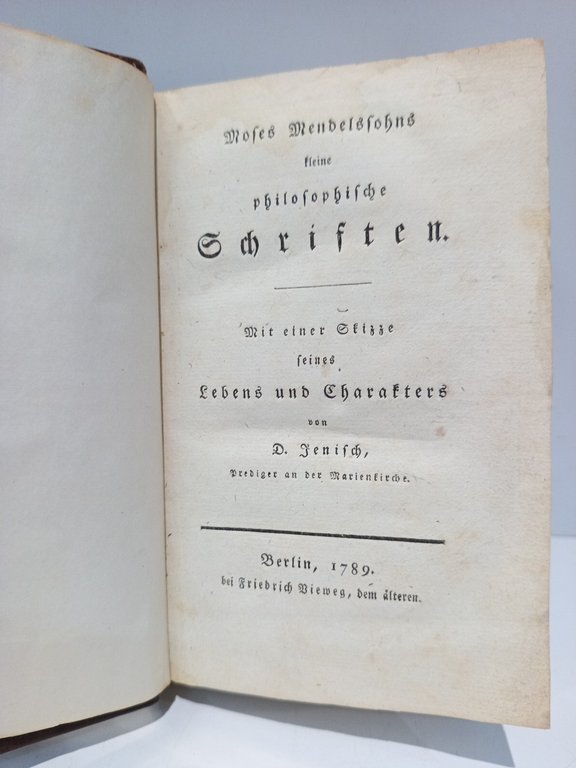 Moſes Mendelsſohns
kleine
philoſophiſche
Schriften.
Mit einer Skizze
ſeines
Lebens und Charakters
von
D. Jeniſch,
Prediger an der Marienkirche.
Berlin, 1789.
bei Friedrich Vieweg, dem älteren.